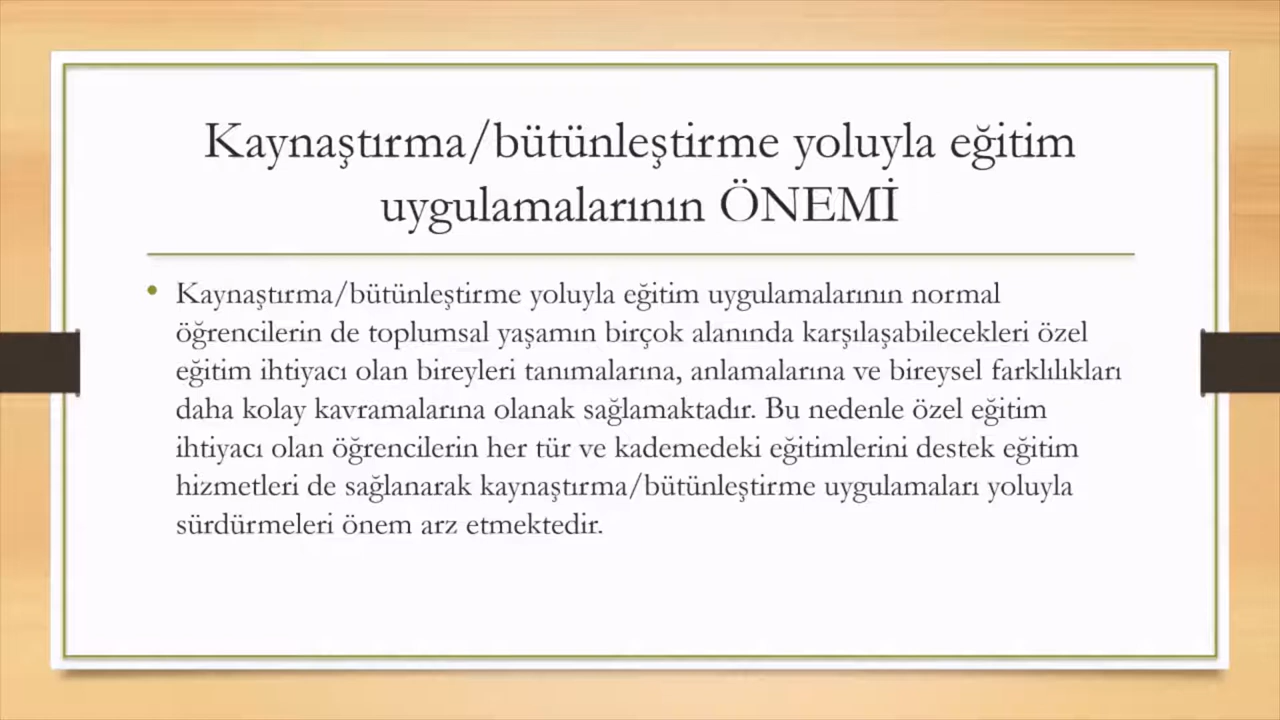 Kaynaştırma/bütünleştirme yoluyla eğitim
uygulamalarının ÖNEMİ
• Kaynaştırma/bütünleştirme yoluyla eğitim uygulamalarının normal
öğrencilerin de toplumsal yaşamın birçok alanında karşılaşabilecekleri özel
eğitim ihtiyacı olan bireyleri tanımalarına, anlamalarına ve bireysel farklılıkları
daha kolay kavramalarına olanak sağlamaktadır. Bu nedenle özel eğitim
ihtiyacı olan öğrencilerin her tür ve kademedeki eğitimlerini destek eğitim
hizmetleri de sağlanarak kaynaştırma/bütünleştirme uygulamaları yoluyla
sürdürmeleri önem arz etmektedir.